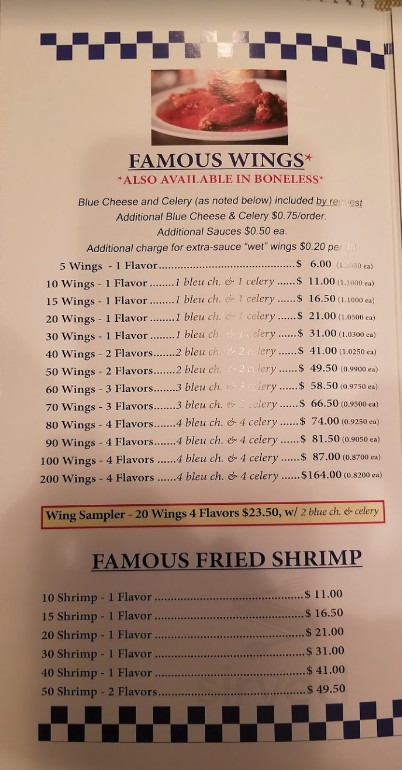 FAMOUS WINGS*
*ALSO AVAILABLE IN BONELESS*
Blue Cheese and Celery (as noted below) included by request
Additional Blue Cheese & Celery $0.75/order.
Additional Sauces $0.50 ea.
Additional charge for extra-sauce "wet" wings $0.20 per
5 Wings - 1 Flavor................................................$ 6.00
10 Wings - 1 Flavor........1 bleu ch. & 1 celery ......$ 11.00 (1.1000 ea)
15 Wings - 1 Flavor........1 bleu ch. & 1 celery ......$ 16.50 (1.1000 ea)
20 Wings - 1 Flavor........1 bleu ch. & 1 celery ......$ 21.00 (1.0500 ea)
30 Wings - 1 Flavor........1 bleu ch. & 1 celery ......$ 31.00 (1.0300 ea)
40 Wings - 2 Flavors.......2 bleu ch. & 2 celery ......$ 41.00 (1.0250 ea)
50 Wings - 2 Flavors.......2 bleu ch. & 2 celery ......$ 49.50 (0.9900 ea)
60 Wings - 3 Flavors.......3 bleu ch. & 3 celery ......$ 58.50 (0.9750 ea)
70 Wings - 3 Flavors.......3 bleu ch. & 3 celery ......$ 66.50 (0.9500 ea)
80 Wings - 4 Flavors ......4 bleu ch. & 4 celery ......$ 74.00 (0.9250 ea)
90 Wings - 4 Flavors ......4 bleu ch. & 4 celery ......$ 81.50 (0.9050 ea)
100 Wings - 4 Flavors .....4 bleu ch. & 4 celery ......$ 87.00 (0.8700 ea)
200 Wings - 4 Flavors ......4 bleu ch. & 4 celery ......$164.00 (0.8200 ea)
Wing Sampler - 20 Wings 4 Flavors $23.50, w/ 2 blue ch. & celery
FAMOUS FRIED SHRIMP
10 Shrimp - 1 Flavor ................................................$ 11.00
15 Shrimp - 1 Flavor ................................................$ 16.50
20 Shrimp - 1 Flavor ................................................$ 21.00
30 Shrimp - 1 Flavor ................................................$ 31.00
40 Shrimp - 1 Flavor ................................................$ 41.00
50 Shrimp - 2 Flavors................................................$ 49.50